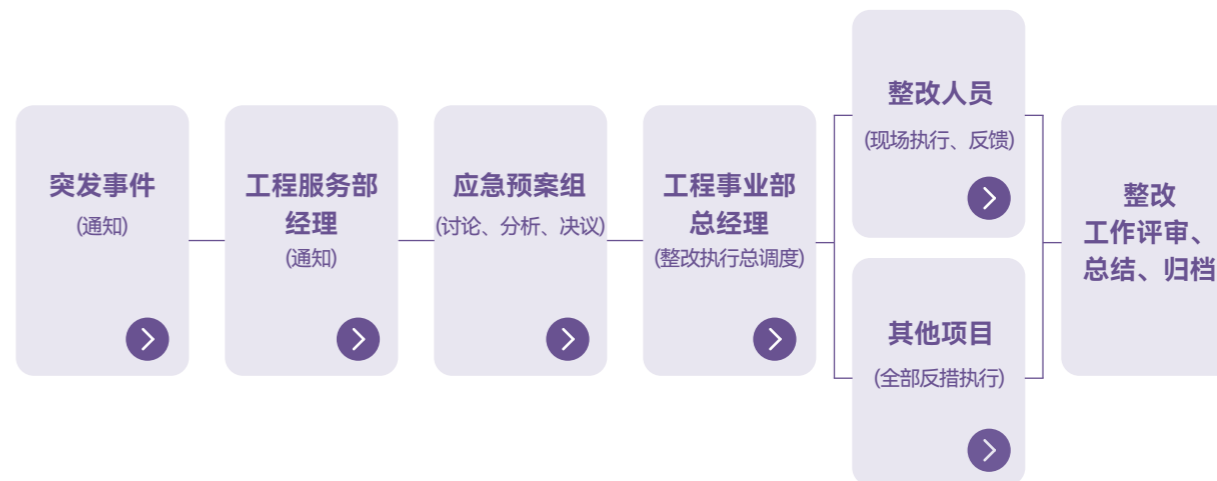 突发事件
(通知)
工程服务部
经理
(通知)
应急预案组
(讨论、分析、决议)
工程事业部
总经理
(整改执行总调度)
整改人员
(现场执行、反馈)
其他项目
(全部反措执行)
整改
工作评审、
总结、归档